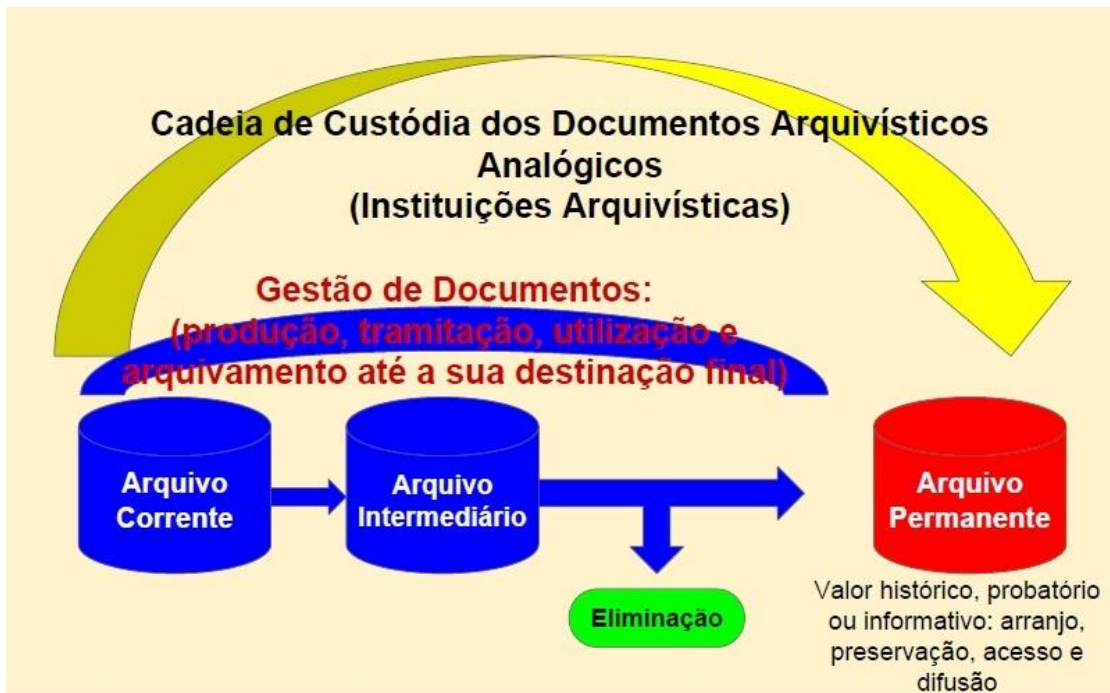 Cadeia de Custódia dos Documentos Arquivísticos
Analógicos
(Instituições Arquivísticas)
Gestão de Documentos:
(produção, tramitação, utilização e
arquivamento até a sua destinação final)
Arquivo
Corrente
Arquivo
Intermediário
Arquivo
Permanente
Eliminação
Valor histórico, probatório
ou informativo: arranjo,
preservação, acesso e
difusão